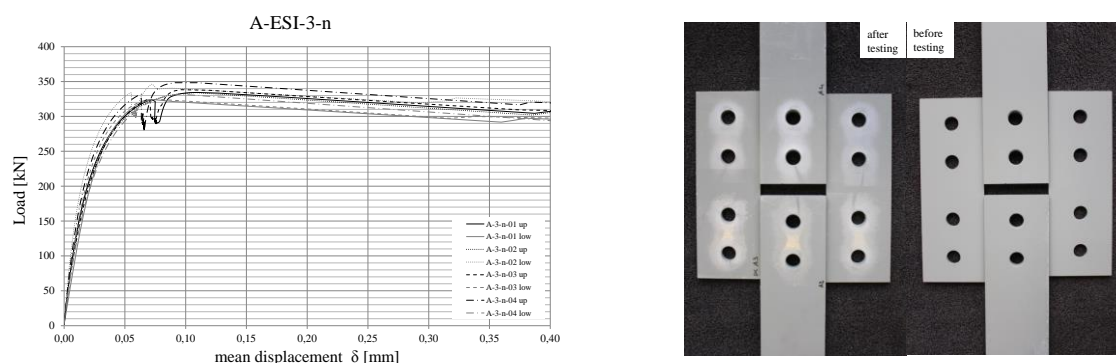 A-ESI-3-n
Load [kN]
400
350
300
250
200
150
100
50
0
0,00 0,05 0,10 0,15 0,20 0,25 0,30 0,35 0,40
mean displacement δ [mm]
A-3-n-01 up
A-3-n-01 low
A-3-n-02 up
A-3-n-02 low
A-3-n-03 up
A-3-n-03 low
A-3-n-04 up
A-3-n-04 low
after testing
before testing